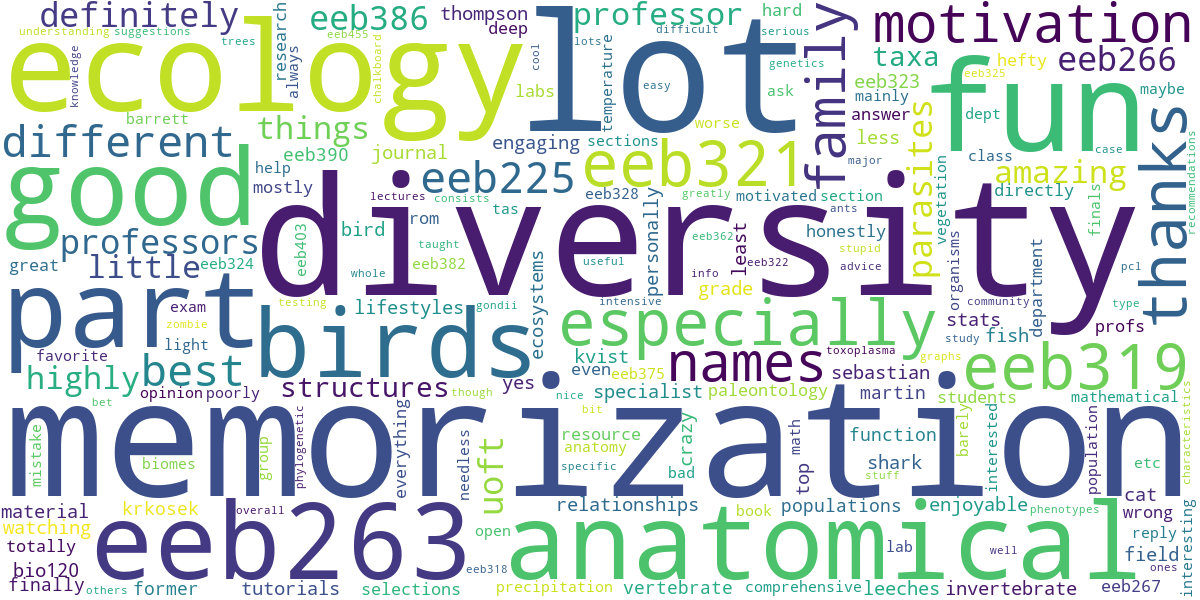 definitely
eeb386
thompson
deep
professor
hard
motivation
understanding
suggestions
trees
eeb455
research
always
chalkboard
ecology
knowledge
cool
lots
lot
difficult
serious
genetics
temperature
easy
ask
labs
family
taxa
hefty
eeb266
eeb323
eeb325
maybe
mainly
dept
answer
fun
less
case
barrett
things
different
eeb390
journal
engaging
sections
worse
major
parasites
vegetation
class
amazing
thanks
recommendations
good
help
mostly
eeb225
eeb321
eeb328
greatly
motivated
section
directly
finals
lectures
consists
tas
rom
bird
personally
ants
honestly
organisms
professors
eeb403
taught
eeb362
least
stupid
department
great
little
eeb324
whole
eeb382
useful
info
eeb322
advice
pcl
diversity
part
testing
lifestyles
gondii
ecosystems
intensive
grade
community
type
exam
zombie
light
birds
especially
stats
fish
profs
study
favorite
best
kvist
names
toxoplasma
graphs
eeb319
highly
opinion
poorly
structures
yes
even
eeb375
sebastian
bet
though
nice
specialist
paleontology
martin
students
mathematical
memorization
mistake
biomes
group
phylogenetic
everything
needless
uoft
bit
resource
anatomy
specific
crazy
bad
math
top
function
shark
stuff
barely
interested
population
etc
characteristics
material
krkosek
overall
relationships
book
populations
enjoyable
cat
wrong
watching
totally
eeb263
open
anatomical
lab
well
phenotypes
reply
field
interesting
bio120
eeb318
ones
finally
others
former
tutorials
selections
precipitation
vertebrate
comprehensive
leeches
invertebrate
eeb267